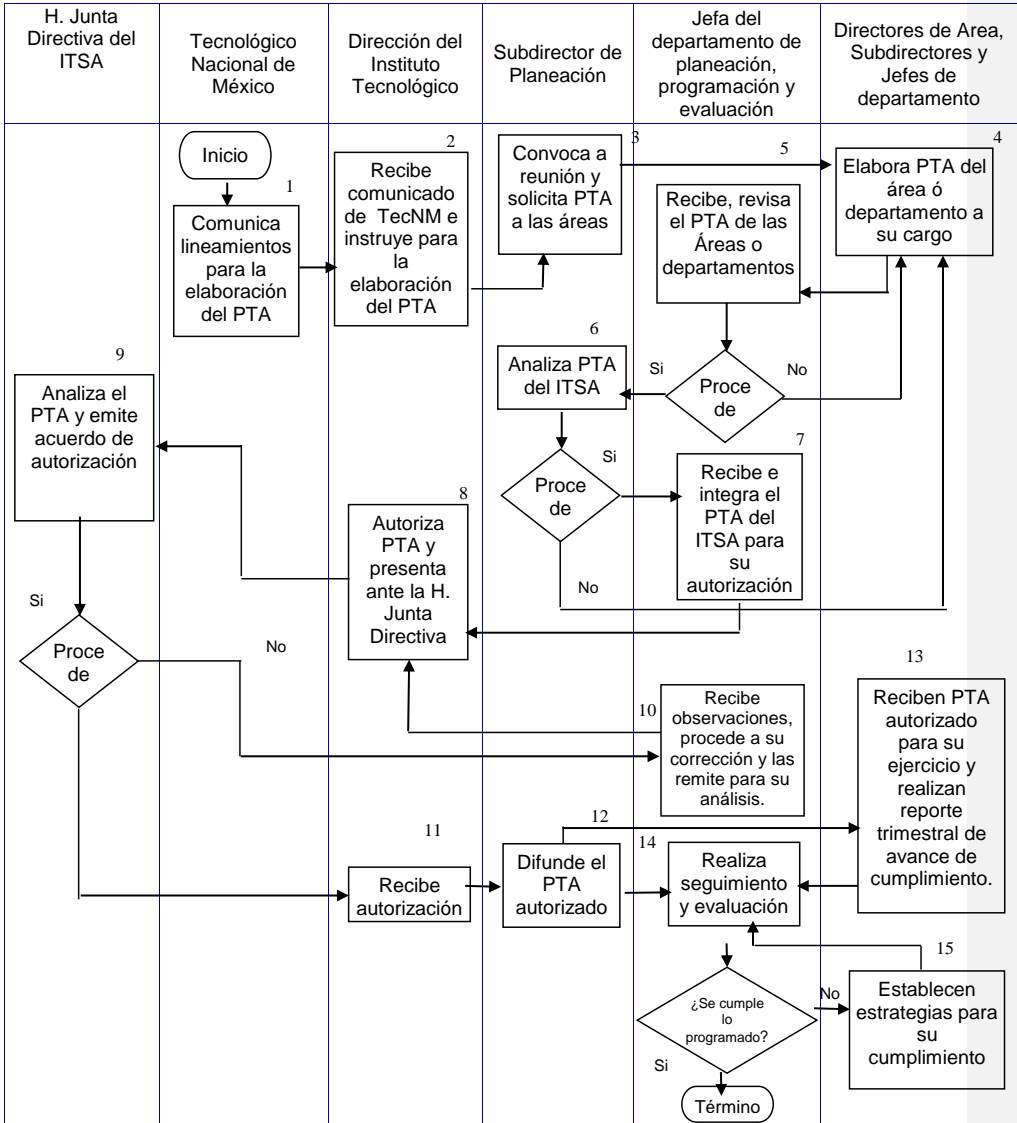 H. Junta
Directiva del
ITSA
Tecnológico
Nacional de
México
Dirección del
Instituto
Tecnológico
Subdirector de
Planeación
Jefa del
departamento de
planeación,
programación y
evaluación
Directores de Area,
Subdirectores y
Jefes de
departamento
Inicio
1
Comunica
lineamientos
para la
elaboración
del PTA
2
Recibe
comunicado
de TecNM e
instruye para
la
elaboración
del PTA
3
Convoca a
reunión y
solicita PTA
a las áreas
4
Elabora PTA del
área ó
departamento a
su cargo
5
Recibe, revisa
el PTA de las
Áreas o
departamentos
Proce
de
Si
No
6
Analiza PTA
del ITSA
Proce
de
Si
No
7
Recibe e
integra el
PTA del
ITSA para
su
autorización
8
Autoriza
PTA y
presenta
ante la H.
Junta
Directiva
9
Analiza el
PTA y emite
acuerdo de
autorización
Si
Proce
de
No
10
Recibe
observaciones,
procede a su
corrección y las
remite para su
análisis.
11
Recibe
autorización
12
Difunde el
PTA
autorizado
13
Reciben PTA
autorizado
para su
ejercicio y
realizan
reporte
trimestral de
avance de
cumplimiento.
14
Realiza
seguimiento
y evaluación
¿Se cumple
lo
programado?
No
Si
15
Establecen
estrategias para
su
cumplimiento
Término